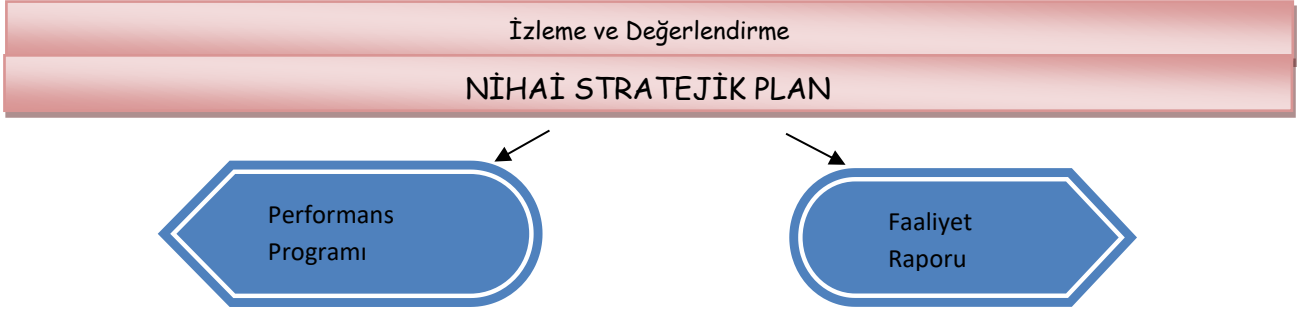 İzleme ve Değerlendirme
NİHAİ STRATEJİK PLAN
Performans
Programı
Faaliyet
Raporu